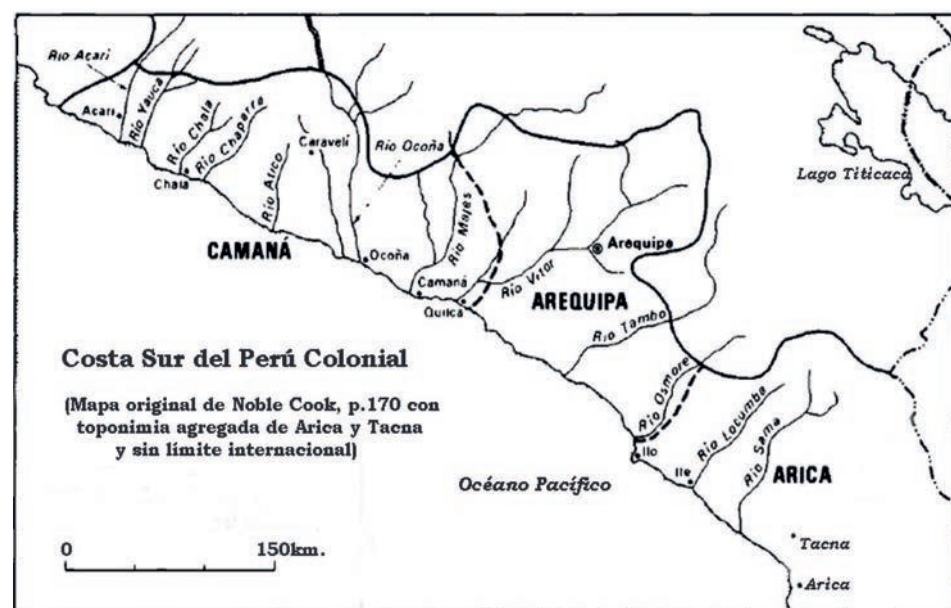 Río Acarí
Acarí
Río Yauca
Río Chala
Río Chaparra
Chala
Caravelí
Río Atico
Río Ocoña
Lago Titicaca
CAMANÁ
Ocoña
Río Majes
Camaná
Quilca
Río Vitor
Arequipa
AREQUIPA
Río Tambo
Costa Sur del Perú Colonial
(Mapa original de Noble Cook, p.170 con
toponimia agregada de Arica y Tacna
y sin límite internacional)
Río Osmore
Ilo
Río Locumba
Ite
Río Sama
ARICA
Océano Pacífico
Tacna
Arica
0 150km.